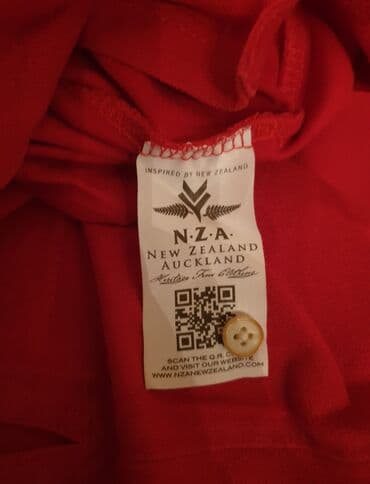 INSPIRED BY NEW ZEALAND
N·Z·A·
NEW ZEALAND
AUCKLAND
SCAN THE Q.R.
AND VISIT OUR WEBSITE
WWW.NZANEWZEALAND.COM